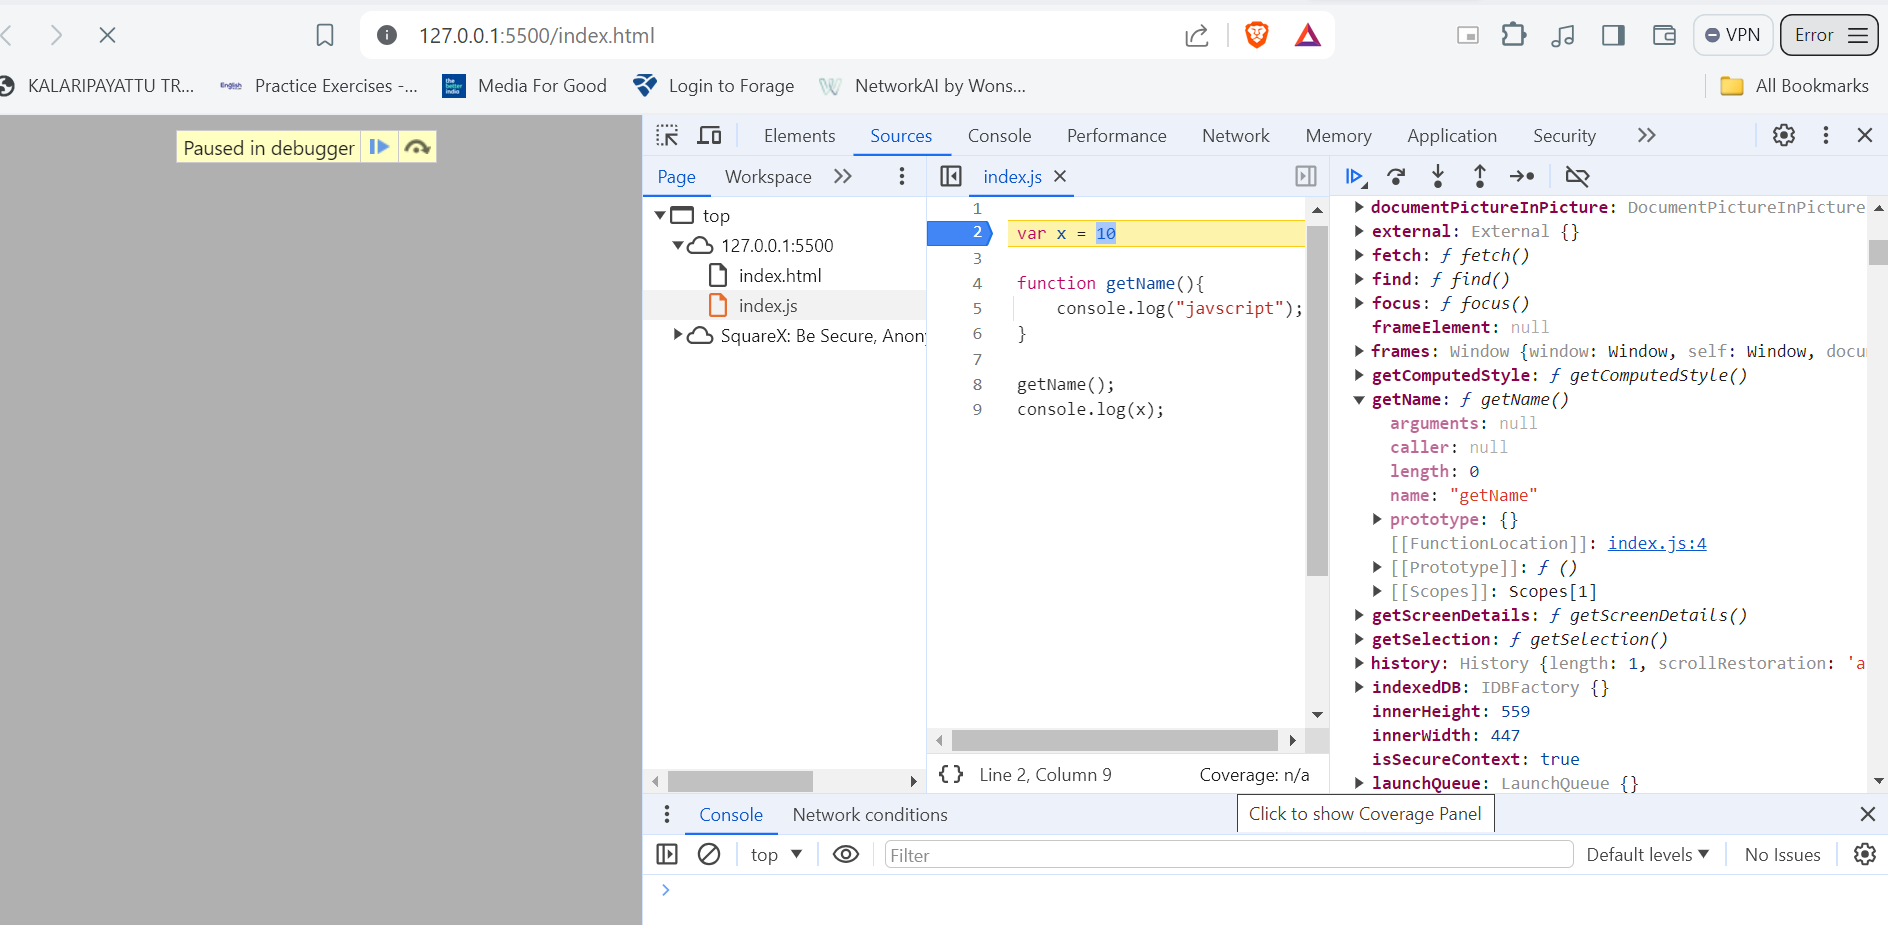 127.0.0.1:5500/index.html
VPN
Error
KALARIPAYATTU TR...
English
Practice Exercises -...
the better india
Media For Good
Login to Forage
NetworkAI by Wons...
All Bookmarks
Paused in debugger
Elements Sources Console Performance Network Memory Application Security
Page Workspace
index.js
top
127.0.0.1:5500
index.html
index.js
SquareX: Be Secure, Anony
1
2 var x = 10
3
4 function getName(){
5 console.log("javscript");
6 }
7
8 getName();
9 console.log(x);
Line 2, Column 9 Coverage: n/a
documentPictureInPicture: DocumentPictureInPicture
external: External {}
fetch: ƒ fetch()
find: ƒ find()
focus: ƒ focus()
frameElement: null
frames: Window {window: Window, self: Window, docu
getComputedStyle: ƒ getComputedStyle()
getName: ƒ getName()
arguments: null
caller: null
length: 0
name: "getName"
prototype: {}
[[FunctionLocation]]: index.js:4
[[Prototype]]: ƒ ()
[[Scopes]]: Scopes[1]
getScreenDetails: ƒ getScreenDetails()
getSelection: ƒ getSelection()
history: History {length: 1, scrollRestoration: 'a
indexedDB: IDBFactory {}
innerHeight: 559
innerWidth: 447
isSecureContext: true
launchQueue: LaunchQueue {}
Console Network conditions
Click to show Coverage Panel
top
Filter
Default levels
No Issues